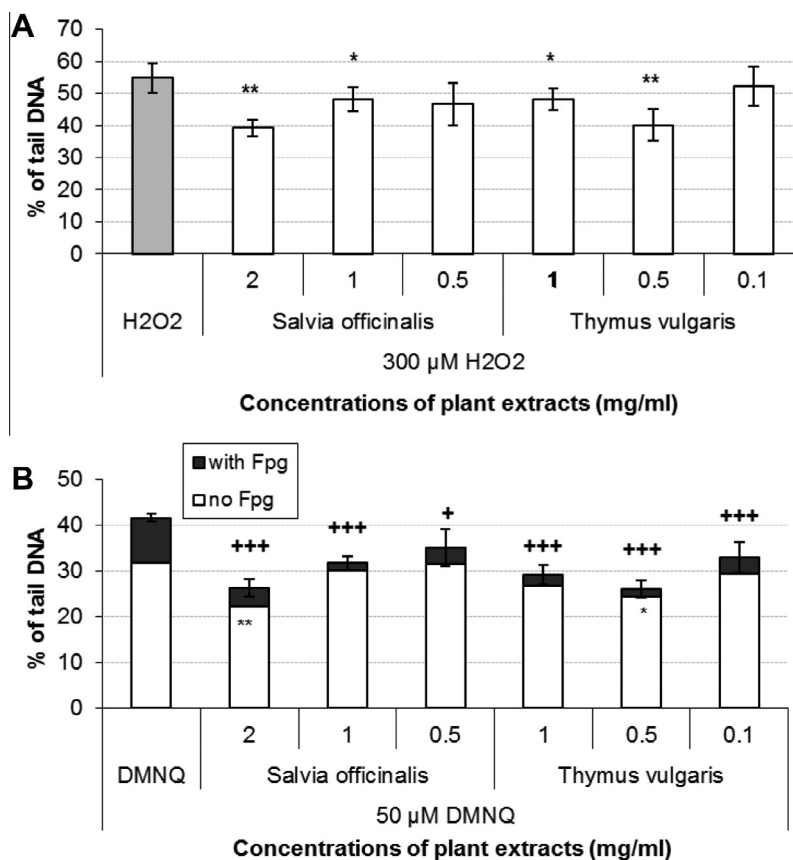 A
% of tail DNA
70
60
50
40
30
20
10
0
** * * **
2 1 0.5 1 0.5 0.1
H2O2 Salvia officinalis Thymus vulgaris
300 µM H2O2
Concentrations of plant extracts (mg/ml)
B
with Fpg
no Fpg
% of tail DNA
50
40
30
20
10
0
+++ +++ + +++ +++ +++
** *
2 1 0.5 1 0.5 0.1
DMNQ Salvia officinalis Thymus vulgaris
50 µM DMNQ
Concentrations of plant extracts (mg/ml)